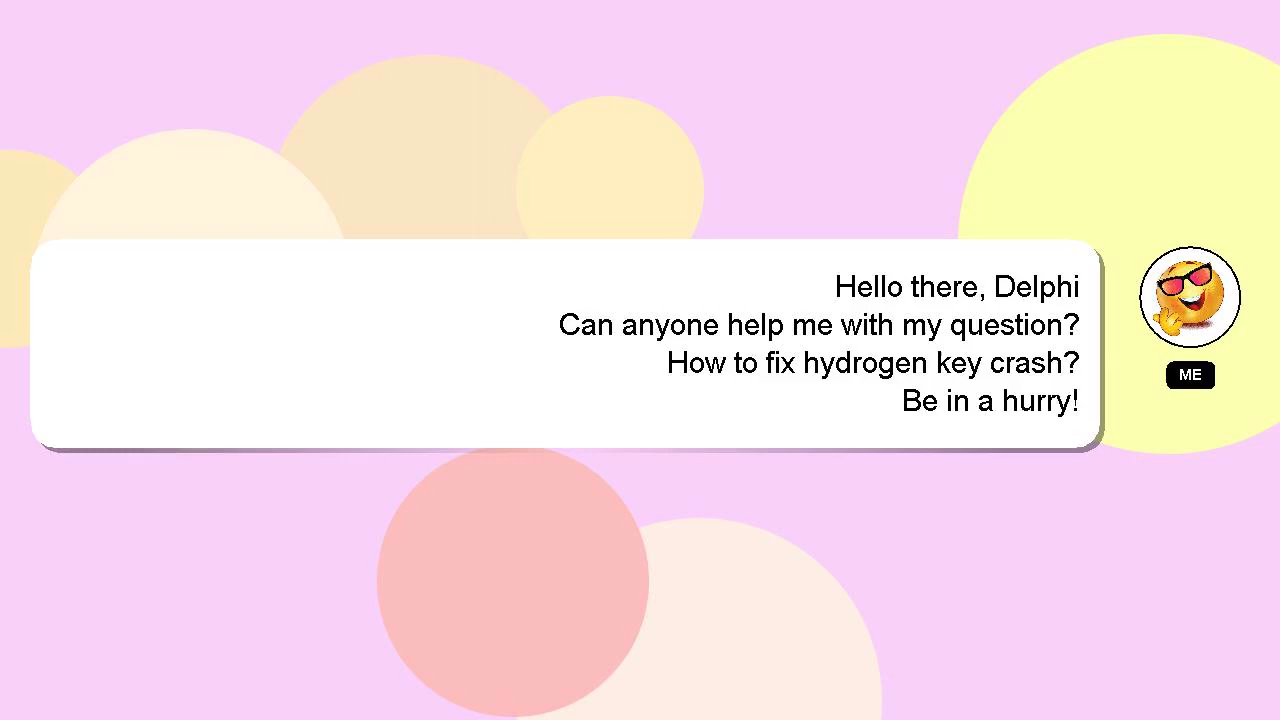 Hello there, Delphi
Can anyone help me with my question?
How to fix hydrogen key crash?
Be in a hurry!
ME